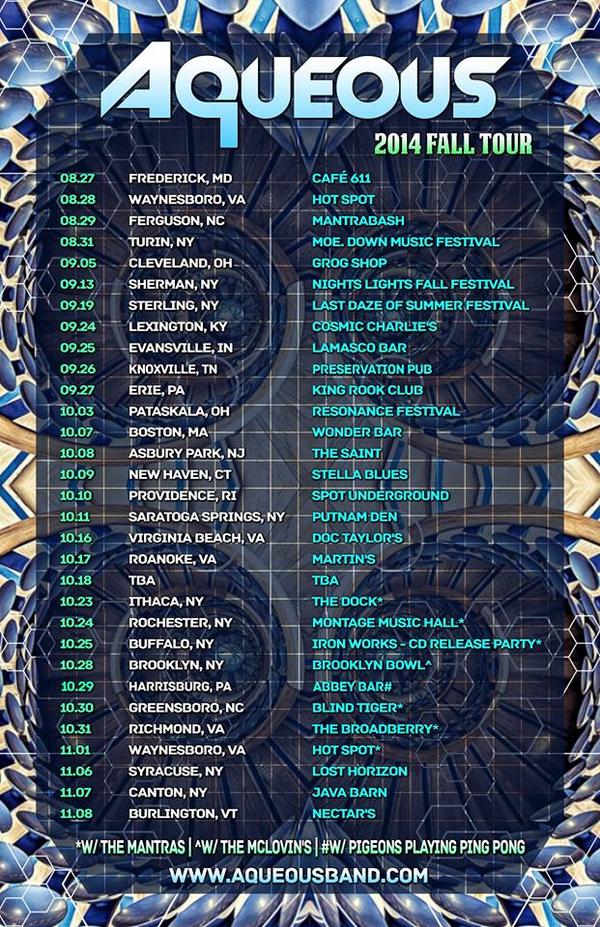 AQUEOUS
2014 FALL TOUR
08.27 FREDERICK, MD CAFÉ 611
08.28 WAYNESBORO, VA HOT SPOT
08.29 FERGUSON, NC MANTRABASH
08.31 TURIN, NY MOE. DOWN MUSIC FESTIVAL
09.05 CLEVELAND, OH GROG SHOP
09.13 SHERMAN, NY NIGHTS LIGHTS FALL FESTIVAL
09.19 STERLING, NY LAST DAZE OF SUMMER FESTIVAL
09.24 LEXINGTON, KY COSMIC CHARLIE'S
09.25 EVANSVILLE, IN LAMASCO BAR
09.26 KNOXVILLE, TN PRESERVATION PUB
09.27 ERIE, PA KING ROOK CLUB
10.03 PATASKALA, OH RESONANCE FESTIVAL
10.07 BOSTON, MA WONDER BAR
10.08 ASBURY PARK, NJ THE SAINT
10.09 NEW HAVEN, CT STELLA BLUES
10.10 PROVIDENCE, RI SPOT UNDERGROUND
10.11 SARATOGA SPRINGS, NY PUTNAM DEN
10.16 VIRGINIA BEACH, VA DOC TAYLOR'S
10.17 ROANOKE, VA MARTIN'S
10.18 TBA TBA
10.23 ITHACA, NY THE DOCK*
10.24 ROCHESTER, NY MONTAGE MUSIC HALL*
10.25 BUFFALO, NY IRON WORKS - CD RELEASE PARTY*
10.28 BROOKLYN, NY BROOKLYN BOWL^
10.29 HARRISBURG, PA ABBEY BAR#
10.30 GREENSBORO, NC BLIND TIGER*
10.31 RICHMOND, VA THE BROADBERRY*
11.01 WAYNESBORO, VA HOT SPOT*
11.06 SYRACUSE, NY LOST HORIZON
11.07 CANTON, NY JAVA BARN
11.08 BURLINGTON, VT NECTAR'S
*W/ THE MANTRAS | ^W/ THE MCLOVIN'S | #W/ PIGEONS PLAYING PING PONG
WWW.AQUEOUSBAND.COM